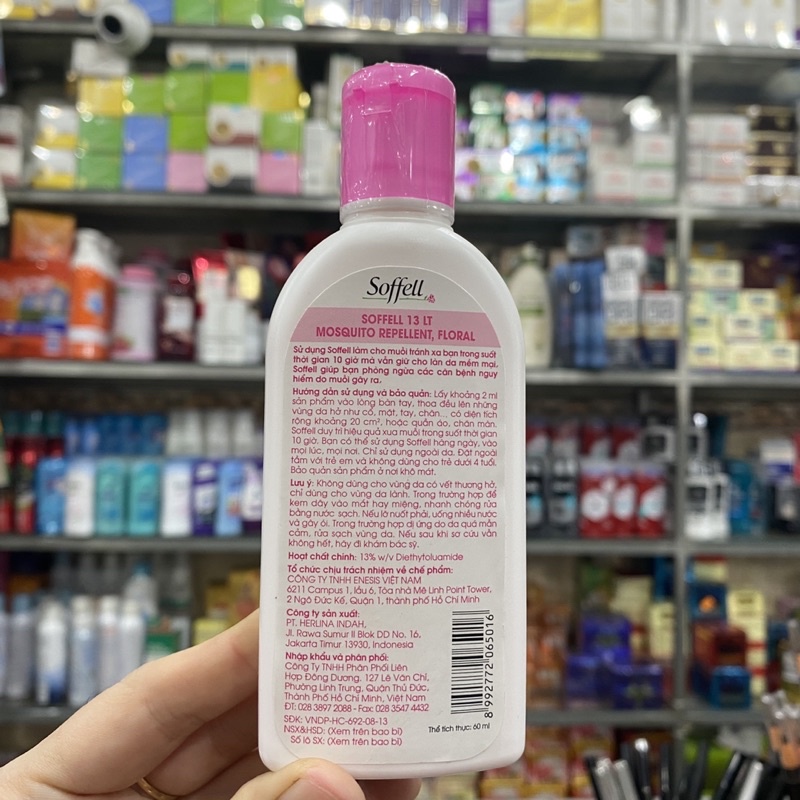 Soffell
SOFFELL 13 LT
MOSQUITO REPELLENT, FLORAL
Sử dụng Soffell làm cho muỗi tránh xa bạn trong suốt
thời gian 10 giờ mà vẫn giữ cho làn da mềm mại,
Soffell giúp bạn phòng ngừa các căn bệnh nguy
hiểm do muỗi gây ra.
Hướng dẫn sử dụng và bảo quản: Lấy khoảng 2 ml
sản phẩm vào lòng bàn tay, thoa đều lên những
vùng da hở như cổ, mặt, tay, chân... có diện tích
rộng khoảng 20 cm², hoặc quần áo, chăn màn.
Soffell duy trì hiệu quả xua muỗi trong suốt thời gian
10 giờ. Bạn có thể sử dụng Soffell hàng ngày, vào
mọi lúc, mọi nơi. Chỉ sử dụng ngoài da. Đặt ngoài
tầm với trẻ em và không dùng cho trẻ dưới 4 tuổi.
Bảo quản sản phẩm ở nơi khô mát.
Lưu ý: Không dùng cho vùng da có vết thương hở,
chỉ dùng cho vùng da lành. Trong trường hợp để
kem dây vào mắt hay miệng, nhanh chóng rửa
bằng nước sạch. Nếu lỡ nuốt phải, uống nhiều nước
và gây ói. Trong trường hợp dị ứng do da quá mẫn
cảm, rửa sạch vùng da. Nếu sau khi sơ cứu vẫn
không hết, hãy đi khám bác sỹ.
Hoạt chất chính: 13% w/v Diethyltoluamide
Tổ chức chịu trách nhiệm về chế phẩm:
CÔNG TY TNHH ENESIS VIỆT NAM
6211 Campus 1, lầu 6, Tòa nhà Mê Linh Point Tower,
2 Ngô Đức Kế, Quận 1, thành phố Hồ Chí Minh
Công ty sản xuất:
PT. HERLINA INDAH,
Jl. Rawa Sumur II Blok DD No. 16,
Jakarta Timur 13930, Indonesia
Nhập khẩu và phân phối:
Công Ty TNHH Phân Phối Liên
Hợp Đông Dương. 127 Lê Văn Chí,
Phường Linh Trung, Quận Thủ Đức,
Thành Phố Hồ Chí Minh, Việt Nam
ĐT: 028 3897 2088 - Fax: 028 3547 4432
SĐK: VNDP-HC-692-08-13
NSX&HSD: (Xem trên bao bì)
Số lô SX: (Xem trên bao bì)
8 992772 065016
Thể tích thực: 60 ml